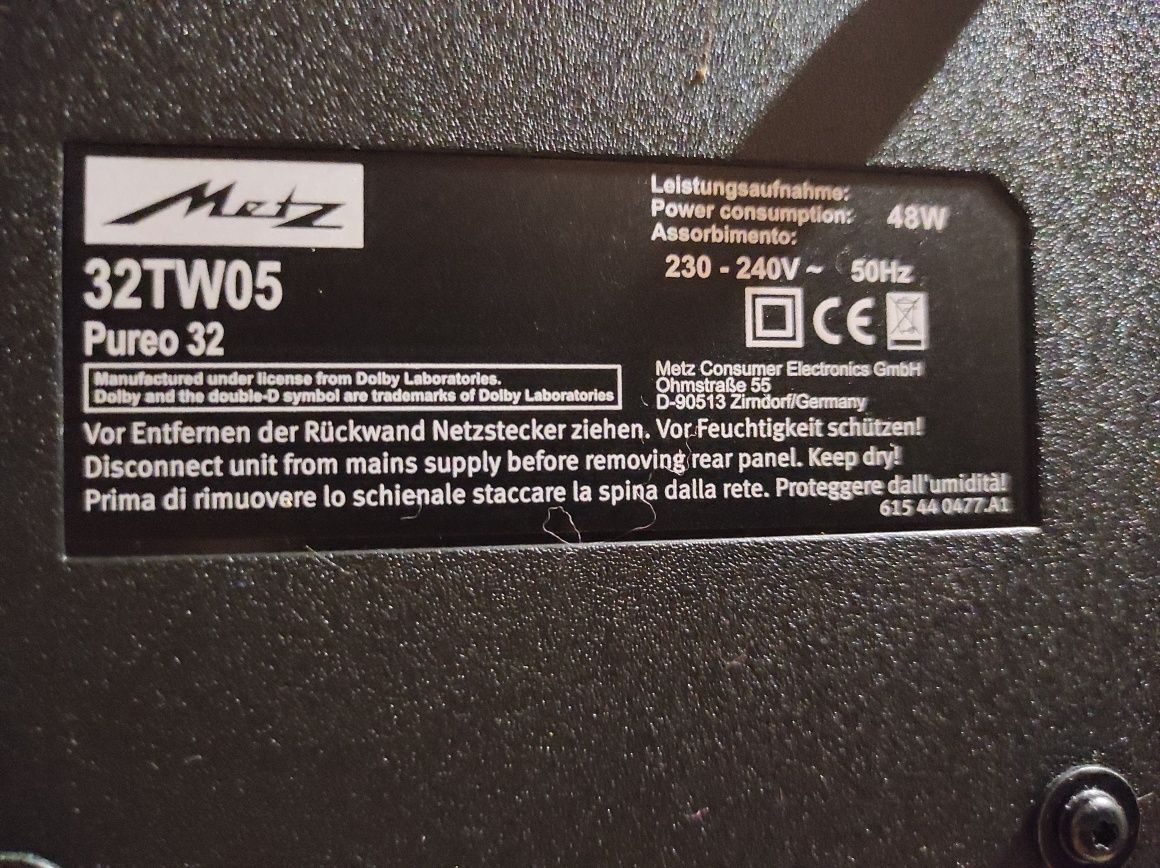 Metz
32TW05
Pureo 32
Manufactured under license from Dolby Laboratories.
Dolby and the double-D symbol are trademarks of Dolby Laboratories
Leistungsaufnahme:
Power consumption: 48W
Assorbimento:
230 - 240V ~ 50Hz
CE
Metz Consumer Electronics GmbH
Ohmstraße 55
D-90513 Zirndorf/Germany
Vor Entfernen der Rückwand Netzstecker ziehen. Vor Feuchtigkeit schützen!
Disconnect unit from mains supply before removing rear panel. Keep dry!
Prima di rimuovere lo schienale staccare la spina dalla rete. Proteggere dall'umidità!
615 44 0477.A1